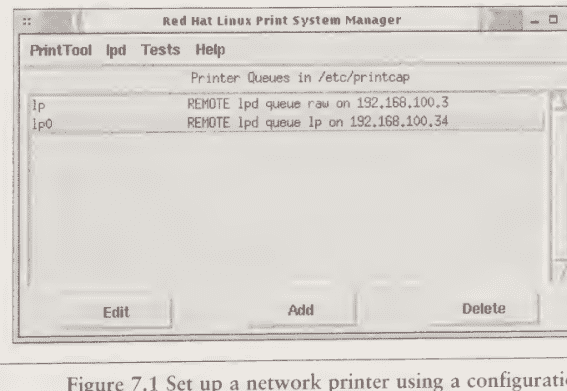 Red Hat Linux Print System Manager
PrintTool lpd Tests Help
Printer Queues in /etc/printcap
lp REMOTE lpd queue raw on 192.168.100.3
lp0 REMOTE lpd queue lp on 192.168.100.34
Edit Add Delete
Figure 7.1 Set up a network printer using a configuratio